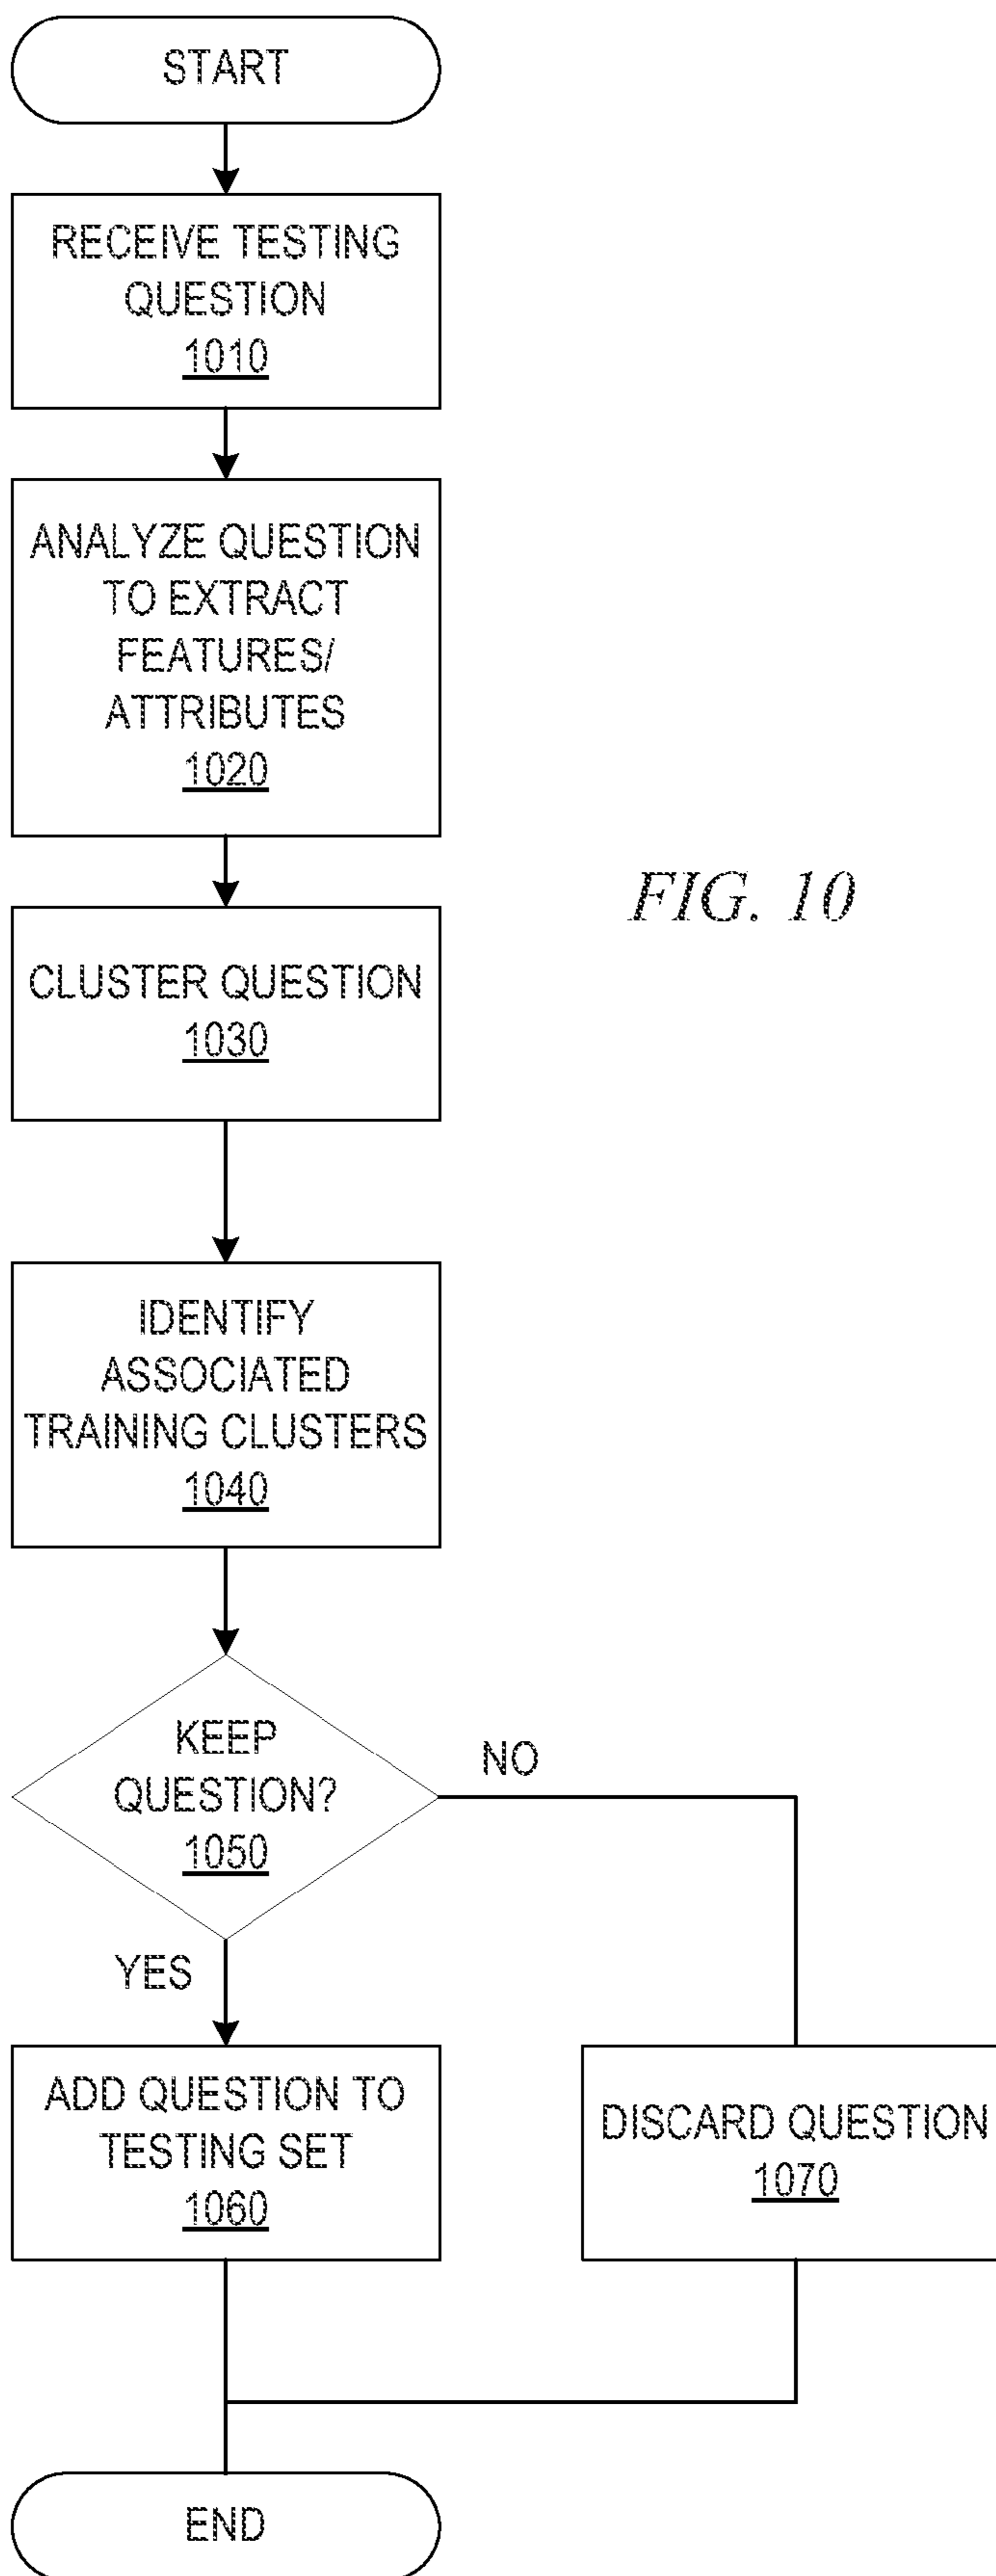 START
RECEIVE TESTING
QUESTION
1010
ANALYZE QUESTION
TO EXTRACT
FEATURES/
ATTRIBUTES
1020
FIG. 10
CLUSTER QUESTION
1030
IDENTIFY
ASSOCIATED
TRAINING CLUSTERS
1040
KEEP
QUESTION?
1050
NO
YES
ADD QUESTION TO
TESTING SET
1060
DISCARD QUESTION
1070
END